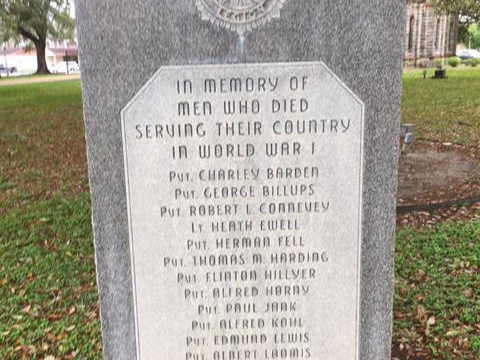 IN MEMORY OF
MEN WHO DIED
SERVING THEIR COUNTRY
IN WORLD WAR I
PVT. CHARLEY BARDEN
PVT. GEORGE BILLUPS
PVT. ROBERT L. CONNEVEY
LT. HEATH EWELL
PVT. HERMAN FELL
PVT. THOMAS M. HARDING
PVT. FLINTON HILLYER
PVT. ALFRED HORNY
PVT. PAUL JARK
PVT. ALFRED KOHL
PVT. EDMUND LEWIS
PVT. ALBERT LOOMIS